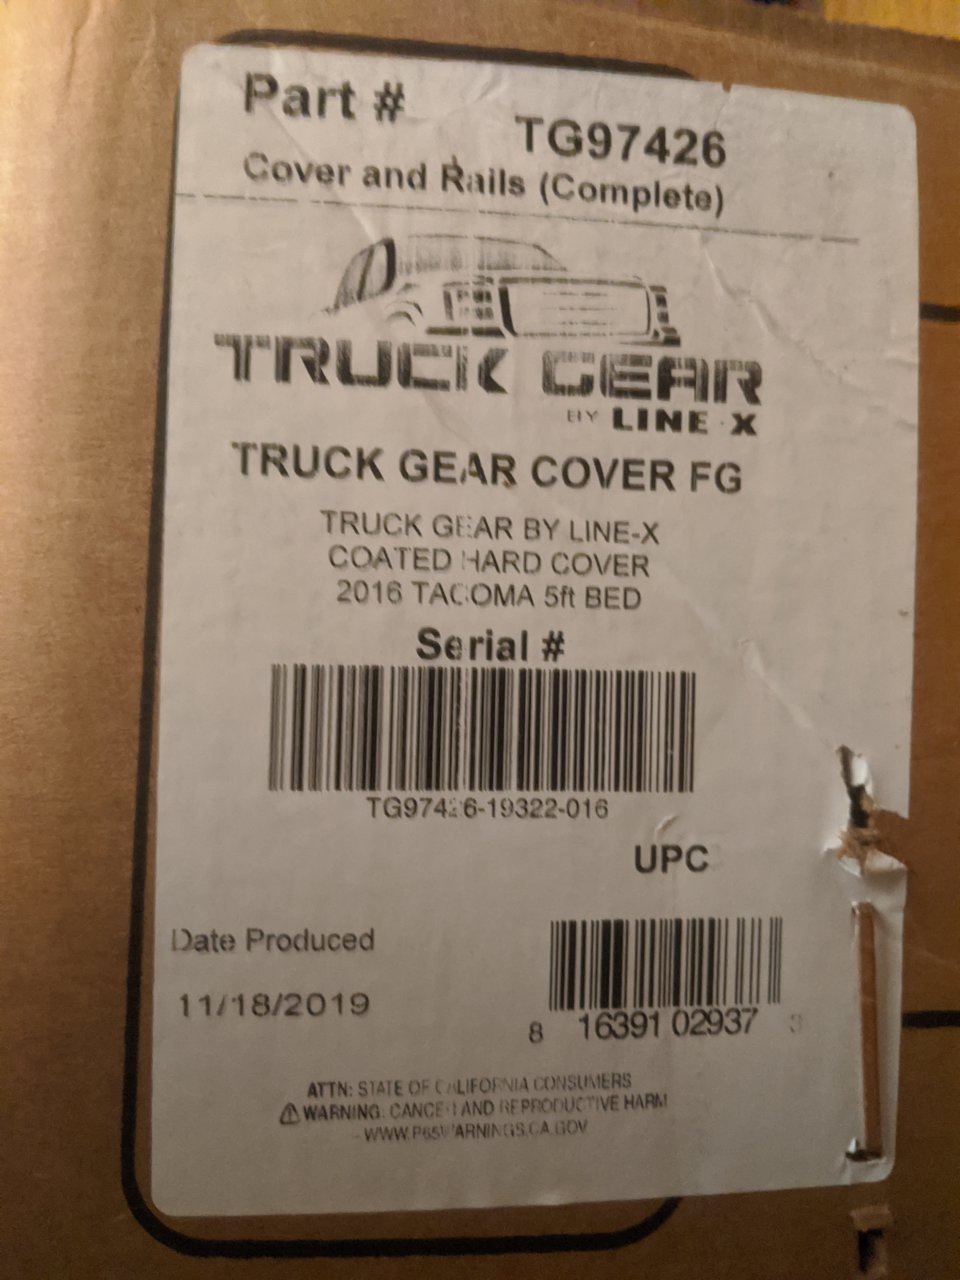 Part #
TG97426
Cover and Rails (Complete)
TRUCK GEAR
BY LINE-X
TRUCK GEAR COVER FG
TRUCK GEAR BY LINE-X
COATED HARD COVER
2016 TACOMA 5ft BED
Serial #
TG97426-19322-016
UPC
Date Produced
11/18/2019
8 16391 02937 3
ATTN: STATE OF CALIFORNIA CONSUMERS
⚠WARNING: CANCER AND REPRODUCTIVE HARM
- WWW.P65WARNINGS.CA.GOV